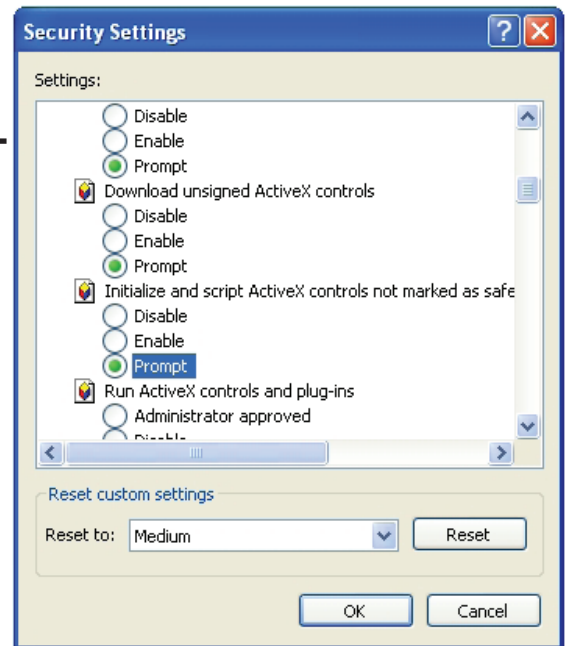 Security Settings
Settings:
Disable
Enable
Prompt
Download unsigned ActiveX controls
Disable
Enable
Prompt
Initialize and script ActiveX controls not marked as safe
Disable
Enable
Prompt
Run ActiveX controls and plug-ins
Administrator approved
Reset custom settings
Reset to: Medium Reset
OK Cancel